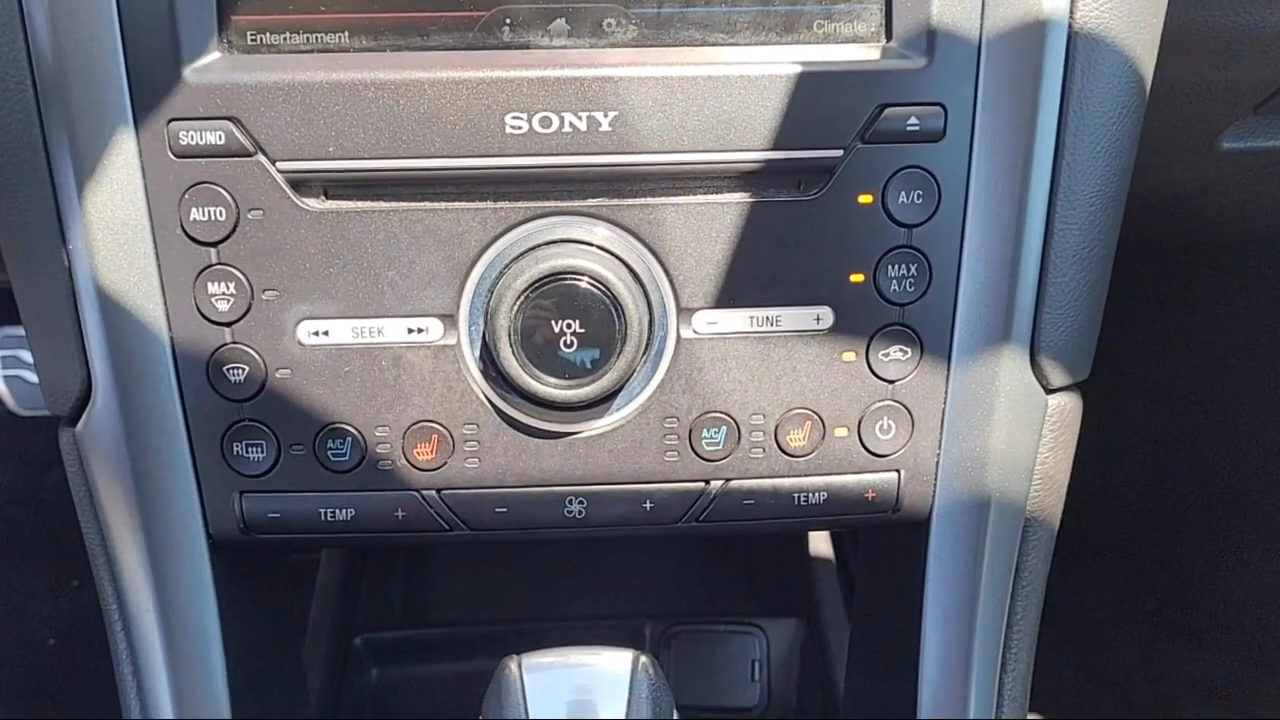 Entertainment
Climate
SONY
SOUND
AUTO
A/C
MAX
MAX
A/C
SEEK
VOL
- TUNE +
R
A/C
A/C
- TEMP +
- +
- TEMP +